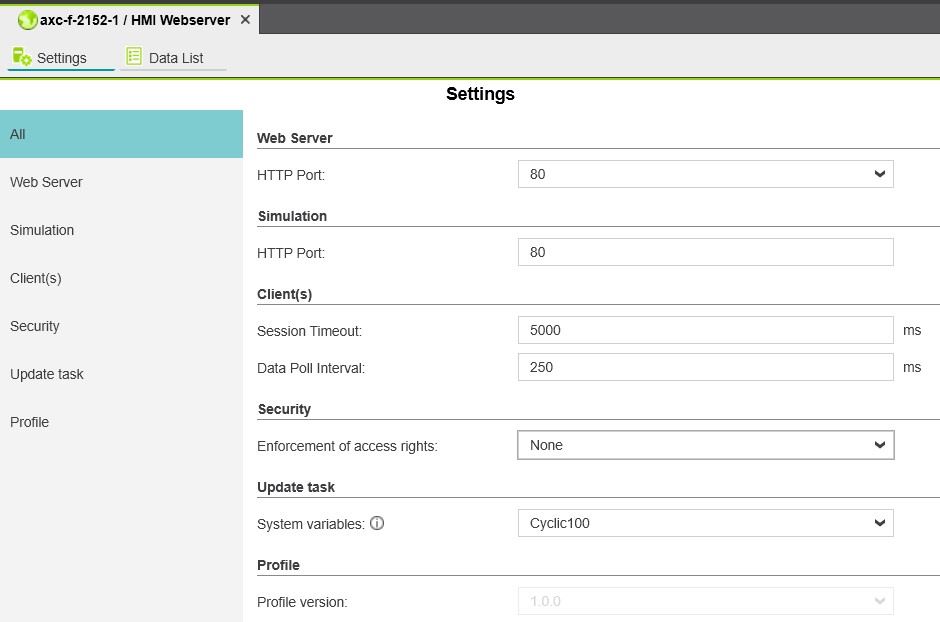 axc-f-2152-1 / HMI Webserver
Settings
Data List
Settings
All
Web Server
Simulation
Client(s)
Security
Update task
Profile
Web Server
HTTP Port: 80
Simulation
HTTP Port: 80
Client(s)
Session Timeout: 5000 ms
Data Poll Interval: 250 ms
Security
Enforcement of access rights: None
Update task
System variables: Cyclic100
Profile
Profile version: 1.0.0